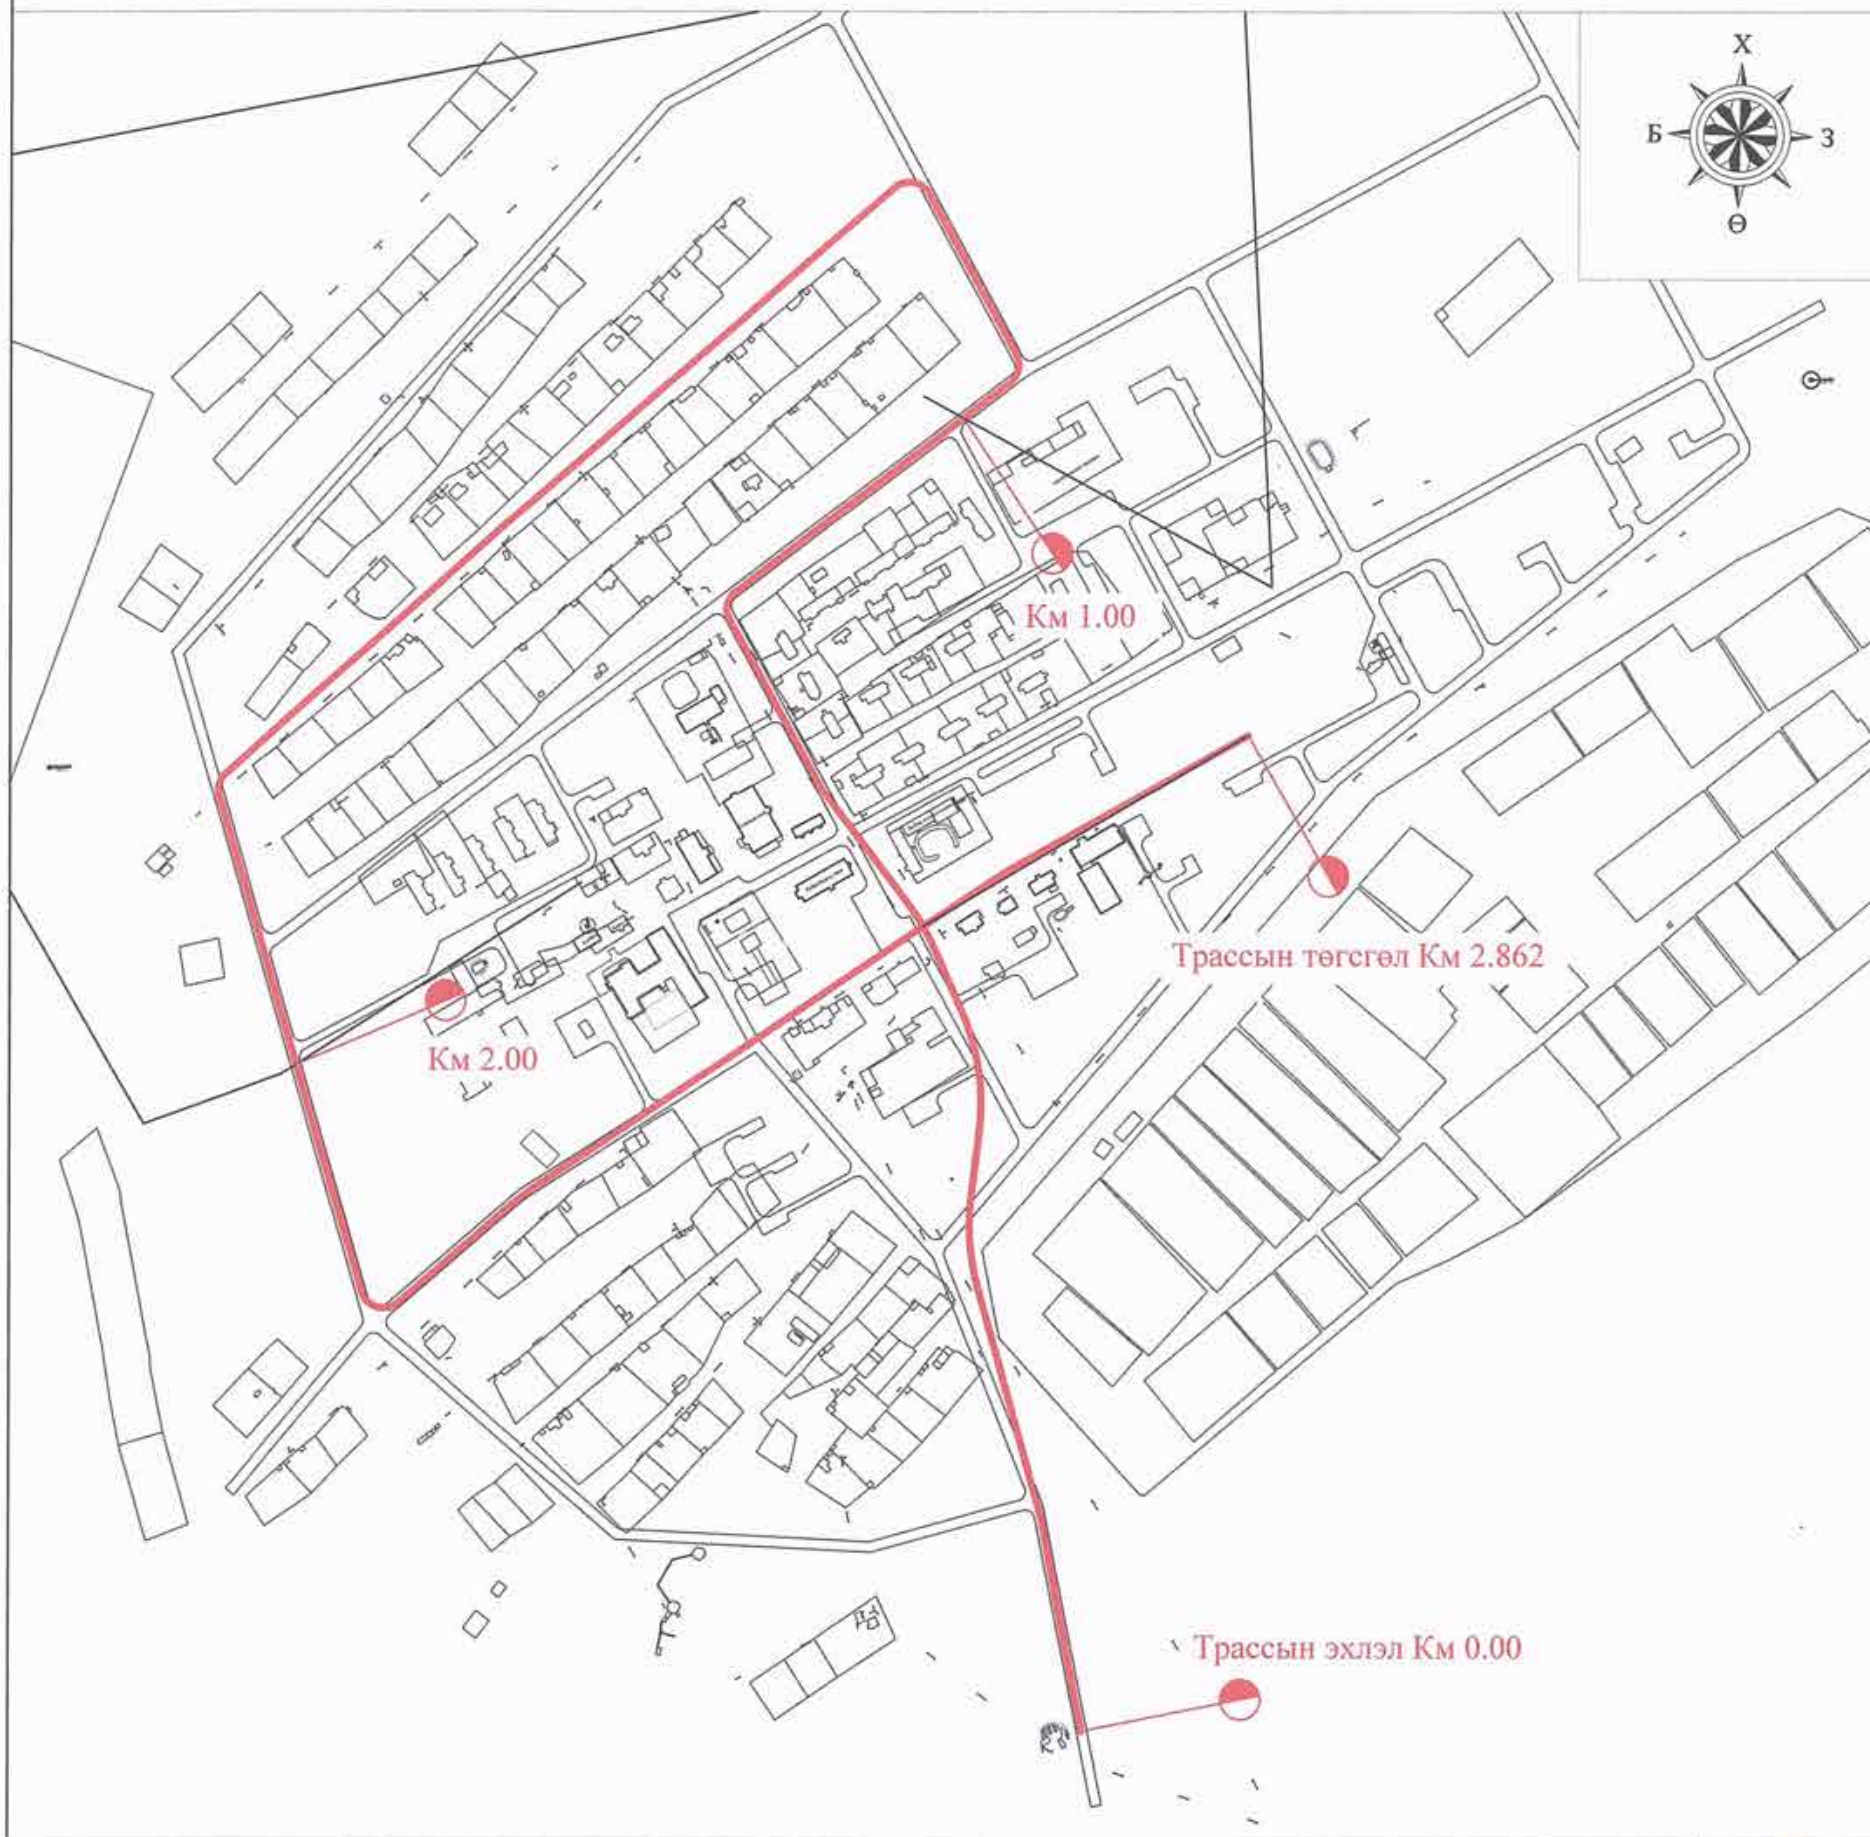 Х
Б
З
Ө
Км 1.00
Трассын төгсгөл Км 2.862
Км 2.00
Трассын эхлэл Км 0.00